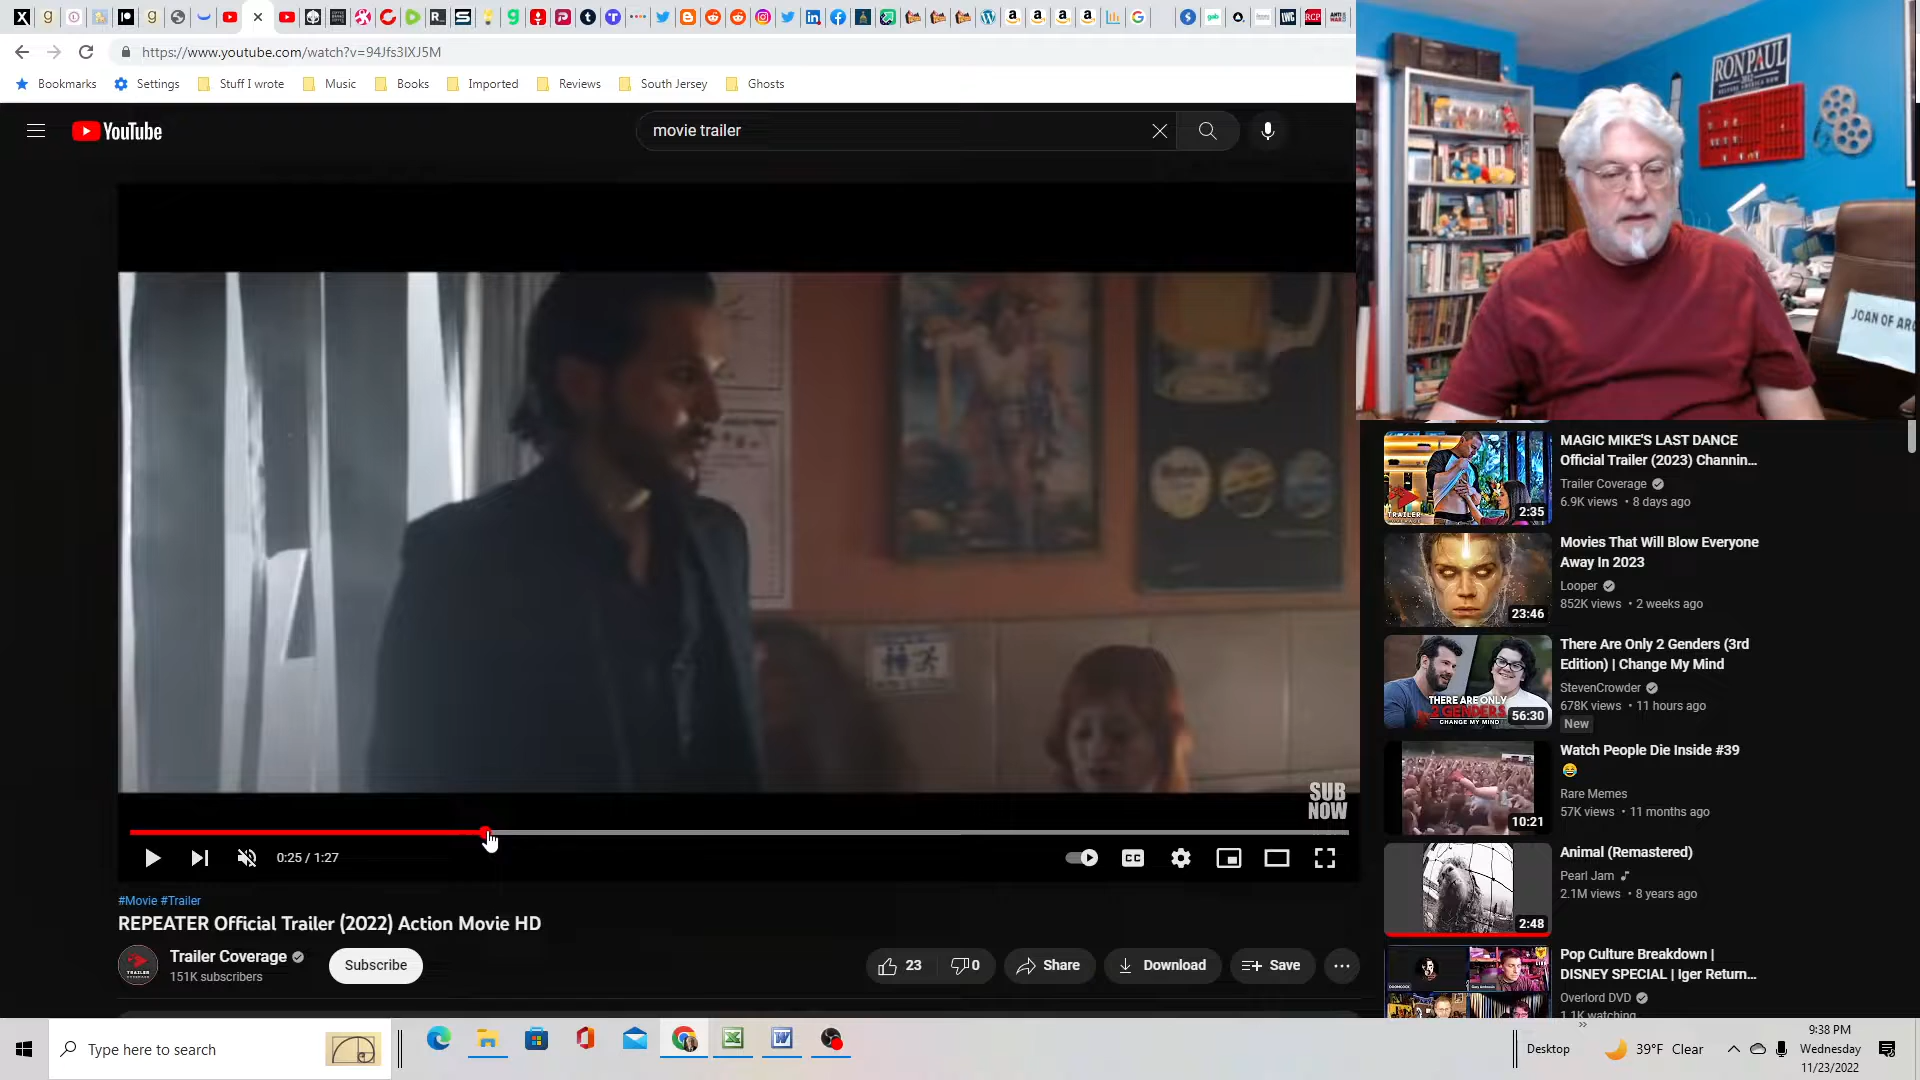 https://www.youtube.com/watch?v=94Jfs3lXJ5M
Bookmarks
Settings
Stuff I wrote
Music
Books
Imported
Reviews
South Jersey
Ghosts
YouTube
movie trailer
RON PAUL
JOAN OF ARC
SUB
NOW
0:25 / 1:27
CC
#Movie #Trailer
REPEATER Official Trailer (2022) Action Movie HD
Trailer Coverage
151K subscribers
Subscribe
23
0
Share
Download
Save
MAGIC MIKE'S LAST DANCE
Official Trailer (2023) Channin...
Trailer Coverage
6.9K views • 8 days ago
TRAILER
2:35
Movies That Will Blow Everyone
Away In 2023
Looper
852K views • 2 weeks ago
23:46
There Are Only 2 Genders (3rd
Edition) | Change My Mind
StevenCrowder
678K views • 11 hours ago
New
THERE ARE ONLY
2 GENDERS
CHANGE MY MIND
56:30
Watch People Die Inside #39
😂
Rare Memes
57K views • 11 months ago
10:21
Animal (Remastered)
Pearl Jam
2.1M views • 8 years ago
2:48
Pop Culture Breakdown |
DISNEY SPECIAL | Iger Return...
Overlord DVD
1.1K watching
Type here to search
Desktop
39°F Clear
9:38 PM
Wednesday
11/23/2022